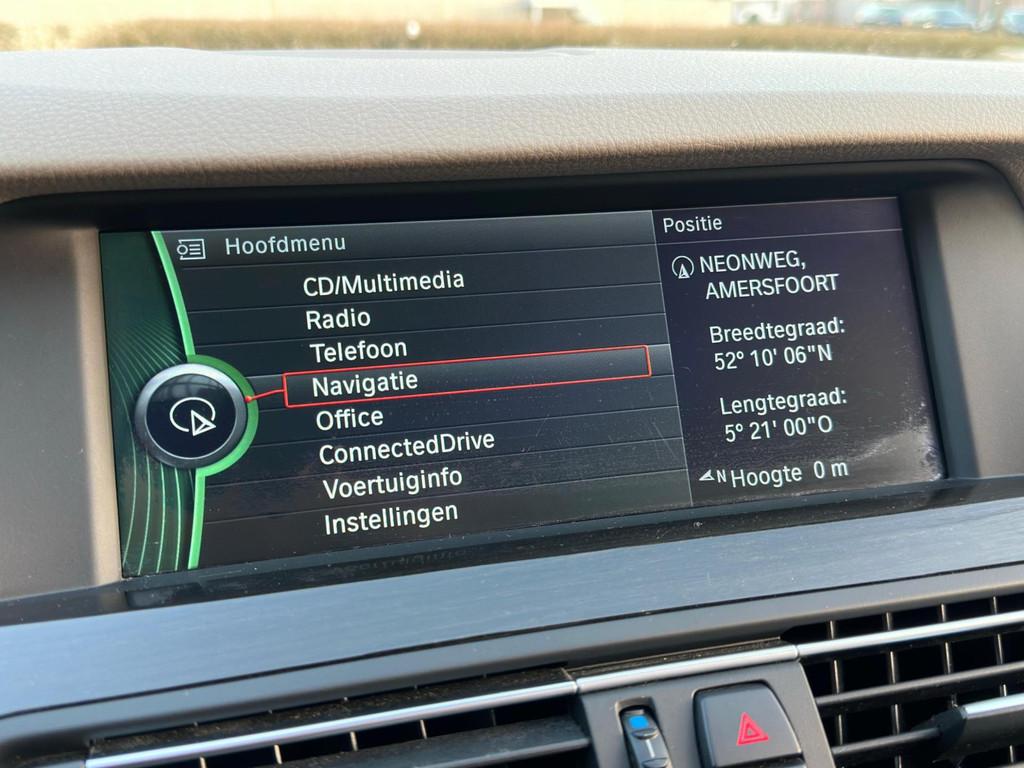 Hoofdmenu
CD/Multimedia
Radio
Telefoon
Navigatie
Office
ConnectedDrive
Voertuiginfo
Instellingen
Positie
NEONWEG,
AMERSFOORT
Breedtegraad:
52° 10' 06"N
Lengtegraad:
5° 21' 00"O
N Hoogte 0 m